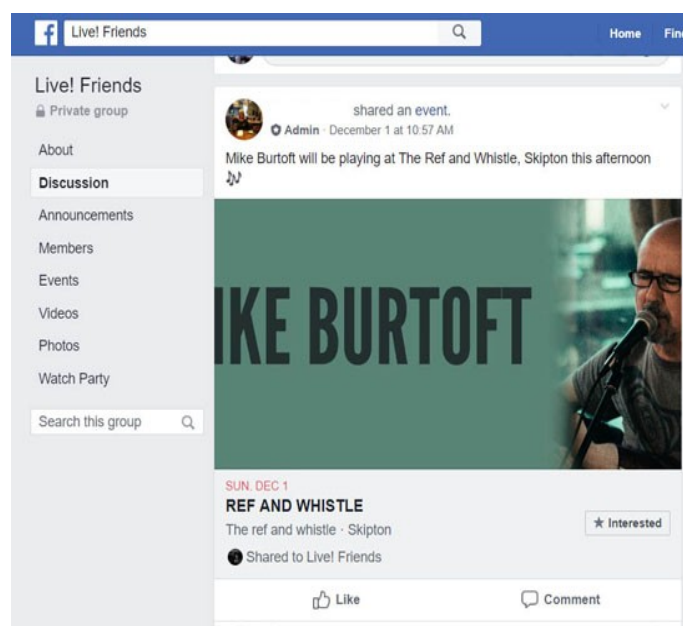 f
Live! Friends
Home
Fin
Live! Friends
Private group
About
Discussion
Announcements
Members
Events
Videos
Photos
Watch Party
Search this group
shared an event.
Admin · December 1 at 10:57 AM
Mike Burtoft will be playing at The Ref and Whistle, Skipton this afternoon
IKE BURTOFT
SUN, DEC 1
REF AND WHISTLE
The ref and whistle · Skipton
Interested
Shared to Live! Friends
Like
Comment